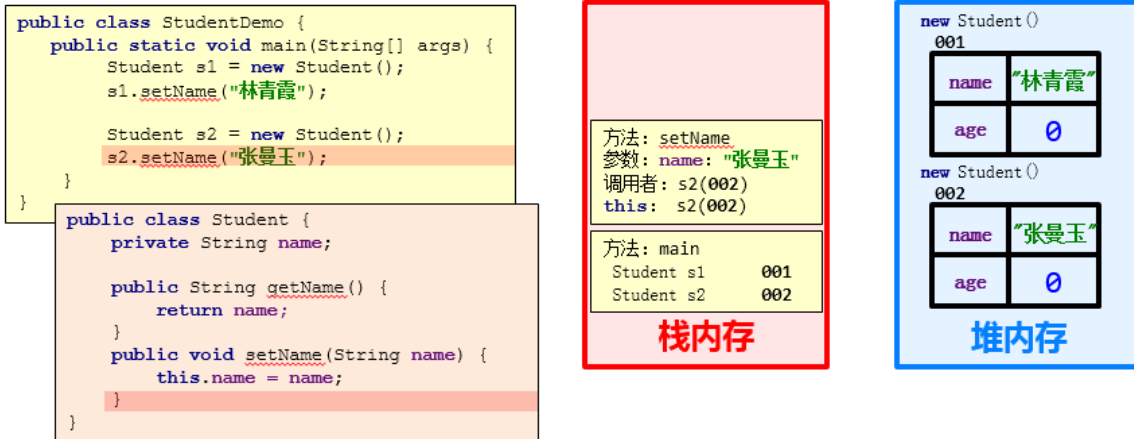 public class StudentDemo {
public static void main(String[] args) {
Student s1 = new Student();
s1.setName("林青霞");
Student s2 = new Student();
s2.setName("张曼玉");
}
}
public class Student {
private String name;
public String getName() {
return name;
}
public void setName(String name) {
this.name = name;
}
}
方法：setName
参数：name："张曼玉"
调用者：s2(002)
this： s2(002)
方法：main
Student s1 001
Student s2 002
栈内存
new Student()
001
name "林青霞"
age 0
new Student()
002
name "张曼玉"
age 0
堆内存